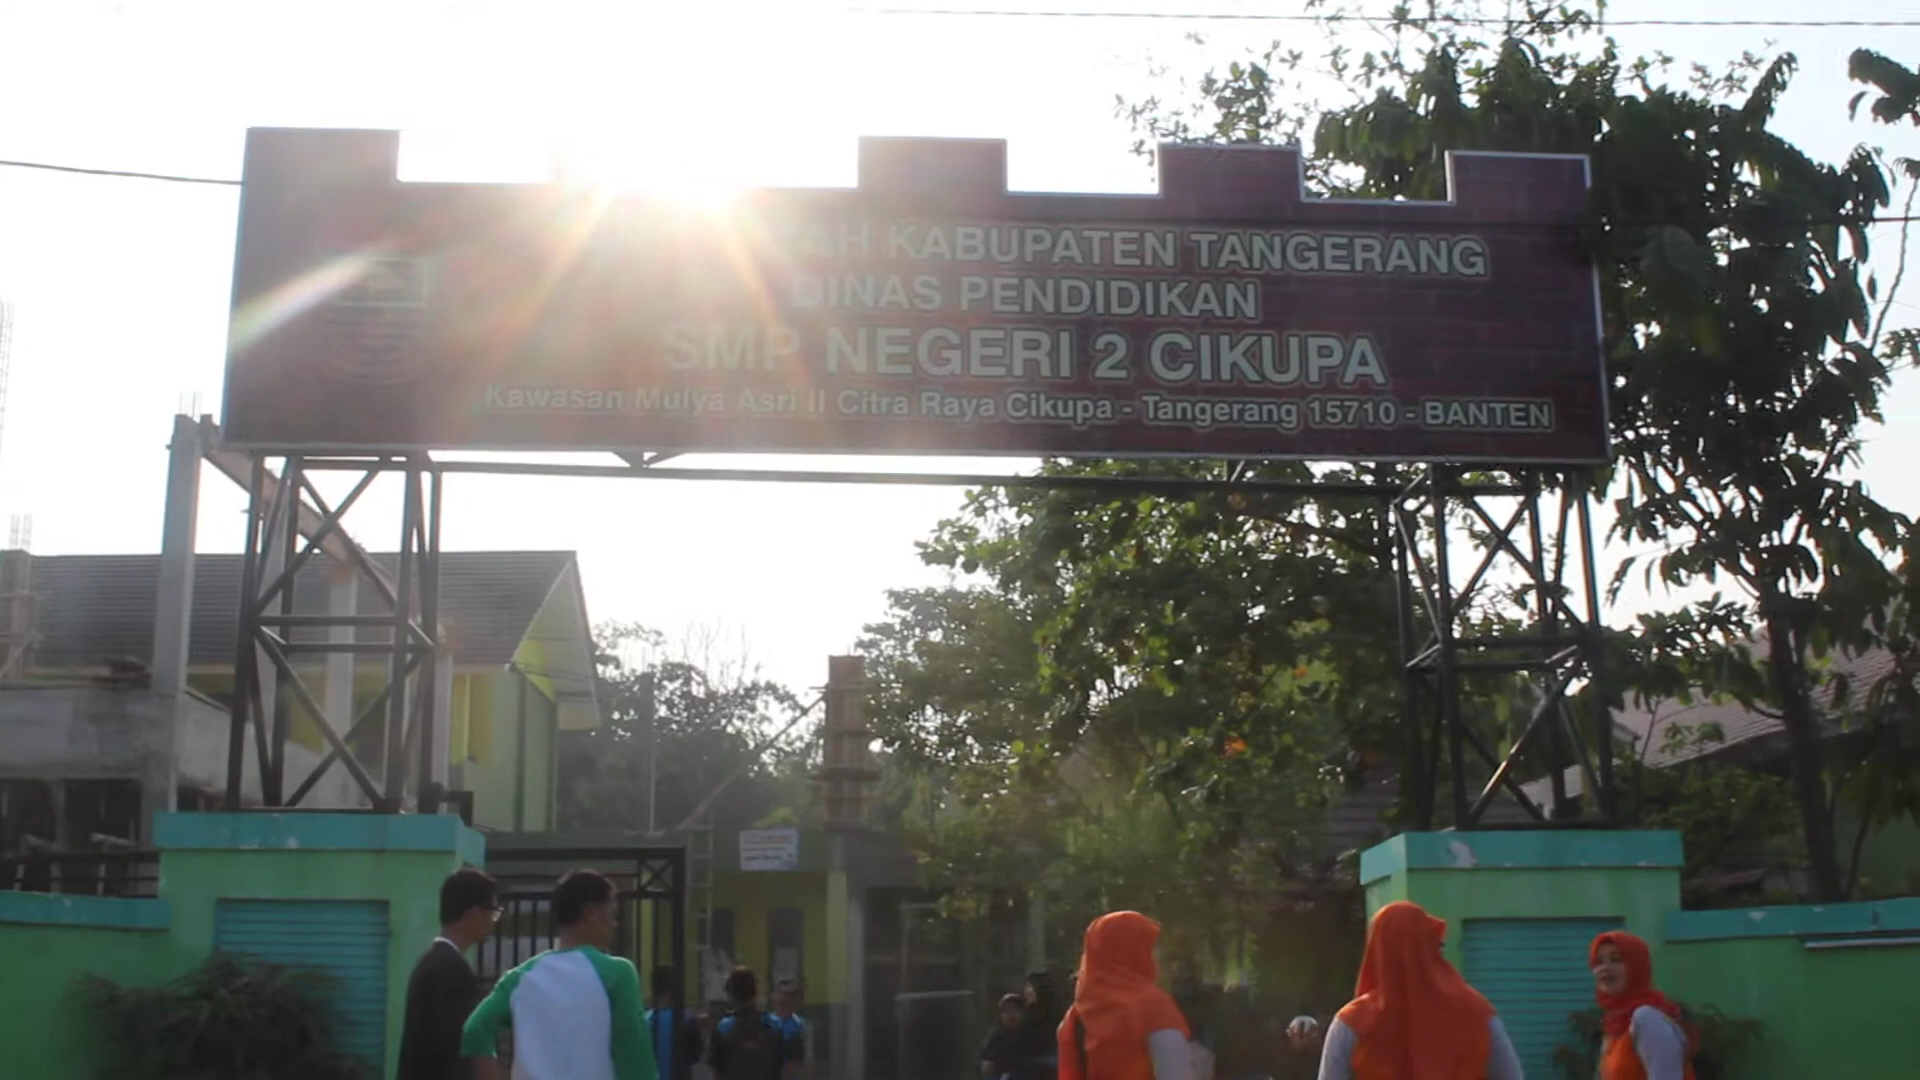 KABUPATEN TANGERANG
DINAS PENDIDIKAN
SMP NEGERI 2 CIKUPA
Kawasan Mulya Asri II Citra Raya Cikupa - Tangerang 15710 - BANTEN